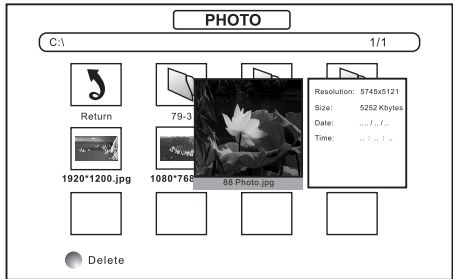 PHOTO
C:\ 1/1
Return 79-3
Resolution: 5745x5121
Size: 5252 Kbytes
Date: ..../../..
Time: .. : .. : ..
1920*1200.jpg 1080*768
88 Photo.jpg
Delete